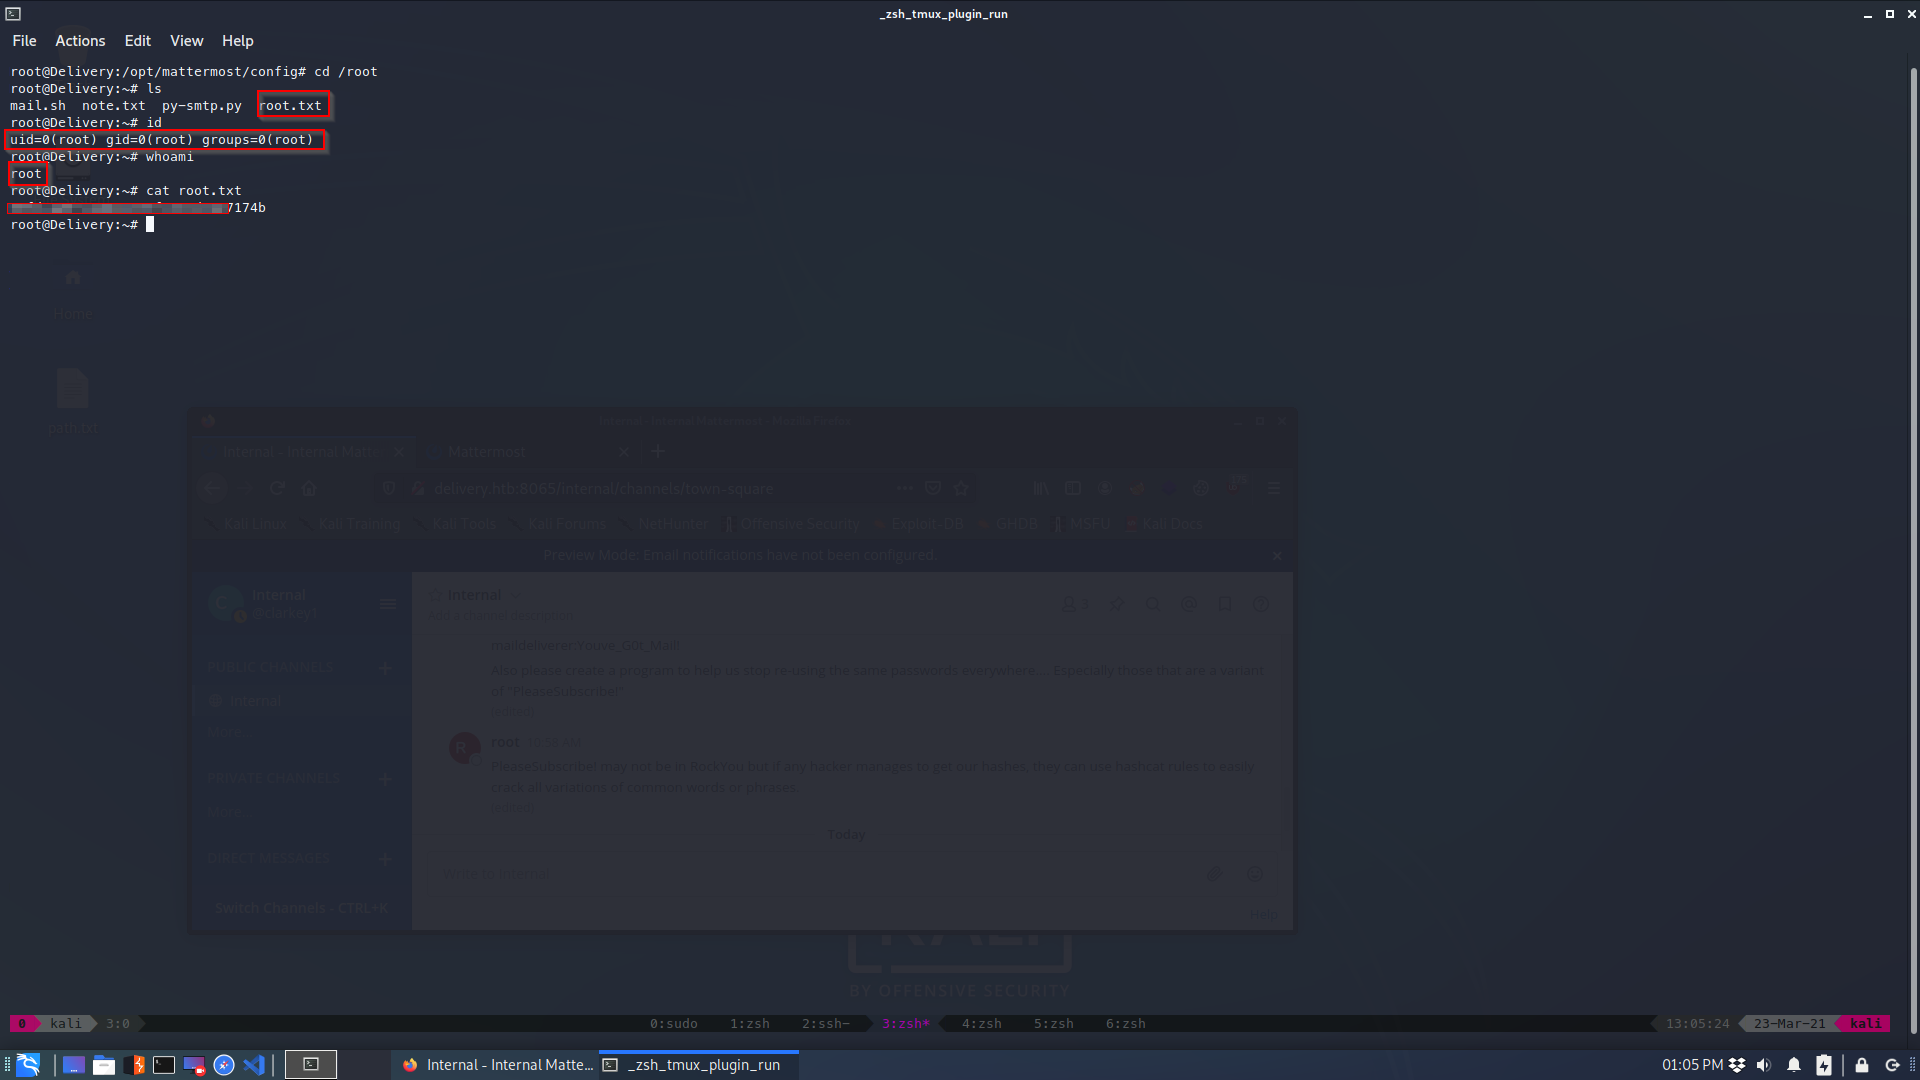 _zsh_tmux_plugin_run
File Actions Edit View Help
root@Delivery:/opt/mattermost/config# cd /root
root@Delivery:~# ls
mail.sh note.txt py-smtp.py root.txt
root@Delivery:~# id
uid=0(root) gid=0(root) groups=0(root)
root@Delivery:~# whoami
root
root@Delivery:~# cat root.txt
7174b
root@Delivery:~#
Home
path.txt
Internal - Internal Mattermost - Mozilla Firefox
Internal - Internal Matt
Mattermost
delivery.htb:8065/internal/channels/town-square
Kali Linux Kali Training Kali Tools Kali Forums NetHunter Offensive Security Exploit-DB GHDB MSFU Kali Docs
Preview Mode: Email notifications have not been configured.
Internal
Internal
Add a channel description
PUBLIC CHANNELS
Internal
More
PRIVATE CHANNELS
More
DIRECT MESSAGES
Switch Channels - CTRL+K
maildeliverer:Youve_G0t_Mail!
Also please create a program to help us stop re-using the same passwords everywhere.... Especially those that are a variant
of "PleaseSubscribe!"
R
root
PleaseSubscribe! may not be in RockYou but if any hacker manages to get our hashes, they can use hashcat rules to easily
crack all variations of common words or phrases.
Today
Write to Internal
Help
BY OFFENSIVE SECURITY
0 kali 3:0 0:sudo 1:zsh 2:ssh- 3:zsh* 4:zsh 5:zsh 6:zsh 13:05:24 23-Mar-21 kali
Internal - Internal Matte... _zsh_tmux_plugin_run 01:05 PM